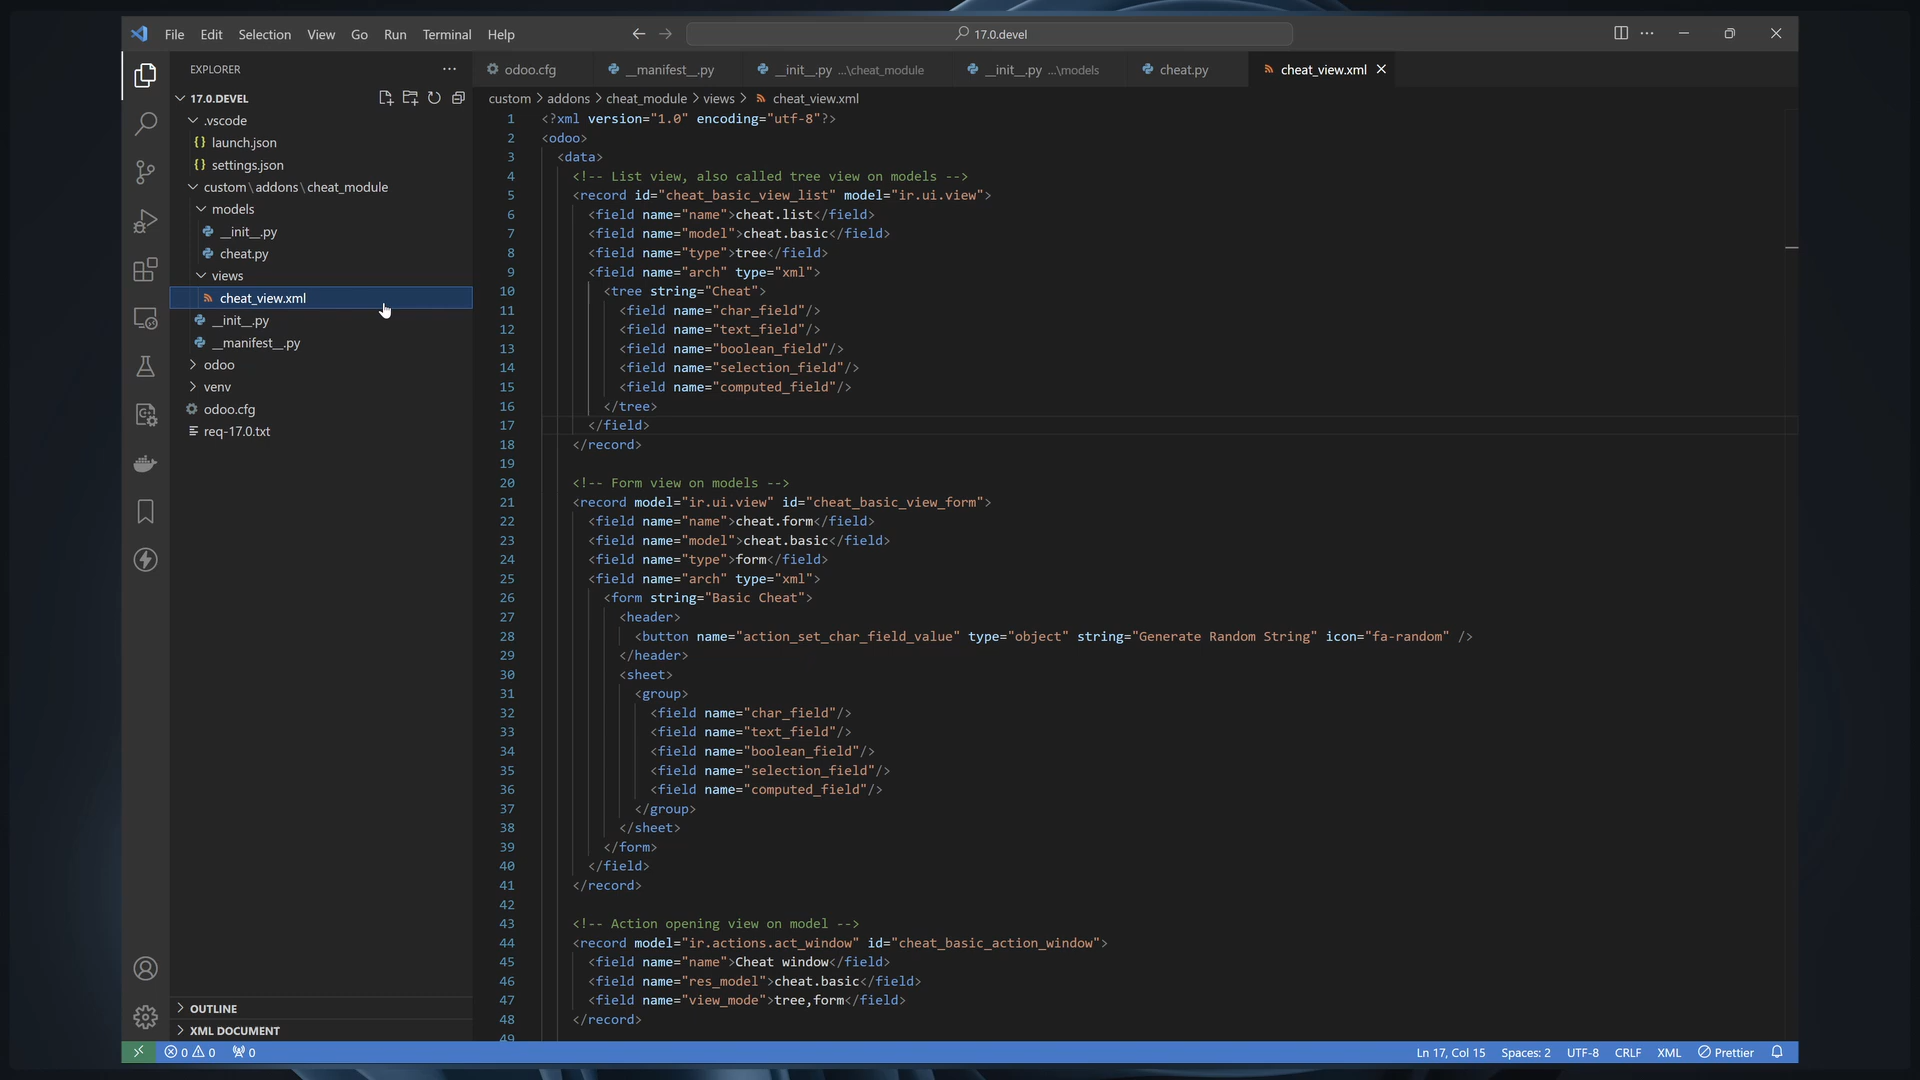 File Edit Selection View Go Run Terminal Help
17.0.devel
EXPLORER
17.0.DEVEL
.vscode
{} launch.json
{} settings.json
custom\addons\cheat_module
models
__init__.py
cheat.py
views
cheat_view.xml
__init__.py
__manifest__.py
odoo
venv
odoo.cfg
req-17.0.txt
OUTLINE
XML DOCUMENT
odoo.cfg __manifest__.py __init__.py ...\cheat_module __init__.py ...\models cheat.py cheat_view.xml
custom > addons > cheat_module > views > cheat_view.xml
1 <?xml version="1.0" encoding="utf-8"?>
2 <odoo>
3 <data>
4 <!-- List view, also called tree view on models -->
5 <record id="cheat_basic_view_list" model="ir.ui.view">
6 <field name="name">cheat.list</field>
7 <field name="model">cheat.basic</field>
8 <field name="type">tree</field>
9 <field name="arch" type="xml">
10 <tree string="Cheat">
11 <field name="char_field"/>
12 <field name="text_field"/>
13 <field name="boolean_field"/>
14 <field name="selection_field"/>
15 <field name="computed_field"/>
16 </tree>
17 </field>
18 </record>
19
20 <!-- Form view on models -->
21 <record model="ir.ui.view" id="cheat_basic_view_form">
22 <field name="name">cheat.form</field>
23 <field name="model">cheat.basic</field>
24 <field name="type">form</field>
25 <field name="arch" type="xml">
26 <form string="Basic Cheat">
27 <header>
28 <button name="action_set_char_field_value" type="object" string="Generate Random String" icon="fa-random" />
29 </header>
30 <sheet>
31 <group>
32 <field name="char_field"/>
33 <field name="text_field"/>
34 <field name="boolean_field"/>
35 <field name="selection_field"/>
36 <field name="computed_field"/>
37 </group>
38 </sheet>
39 </form>
40 </field>
41 </record>
42
43 <!-- Action opening view on model -->
44 <record model="ir.actions.act_window" id="cheat_basic_action_window">
45 <field name="name">Cheat window</field>
46 <field name="res_model">cheat.basic</field>
47 <field name="view_mode">tree,form</field>
48 </record>
49
0 0 0 Ln 17, Col 15 Spaces: 2 UTF-8 CRLF XML Prettier